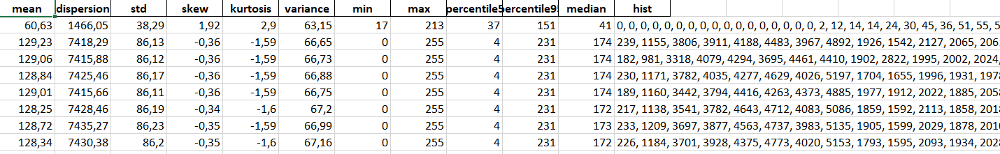 mean dispersion std skew kurtosis variance min max percentile5 ercentile9 median hist
60,63 1466,05 38,29 1,92 2,9 63,15 17 213 37 151 41 0, 0, 0, 0, 0, 0, 0, 0, 0, 0, 0, 0, 0, 0, 0, 0, 0, 2, 12, 14, 14, 24, 30, 45, 36, 51, 55, 5
129,23 7418,29 86,13 -0,36 -1,59 66,65 0 255 4 231 174 239, 1155, 3806, 3911, 4188, 4483, 3967, 4892, 1926, 1542, 2127, 2065, 206
129,06 7415,88 86,12 -0,36 -1,59 66,73 0 255 4 231 174 182, 981, 3318, 4079, 4294, 3695, 4461, 4410, 1902, 2822, 1995, 2002, 2024,
128,84 7425,46 86,17 -0,36 -1,59 66,88 0 255 4 231 174 230, 1171, 3782, 4035, 4277, 4629, 4026, 5197, 1704, 1655, 1996, 1931, 197
129,01 7415,66 86,11 -0,36 -1,59 66,75 0 255 4 231 174 189, 1160, 3442, 3794, 4416, 4263, 4373, 4885, 1977, 1912, 2022, 1885, 205
128,25 7428,46 86,19 -0,34 -1,6 67,2 0 255 4 231 172 217, 1138, 3541, 3782, 4643, 4712, 4083, 5086, 1859, 1592, 2113, 1858, 201
128,72 7435,27 86,23 -0,35 -1,59 66,99 0 255 4 231 173 233, 1209, 3697, 3877, 4563, 4737, 3983, 5135, 1905, 1599, 2029, 1878, 201
128,34 7430,38 86,2 -0,35 -1,6 67,16 0 255 4 231 172 226, 1184, 3701, 3928, 4375, 4773, 4020, 5153, 1793, 1595, 2093, 1934, 202